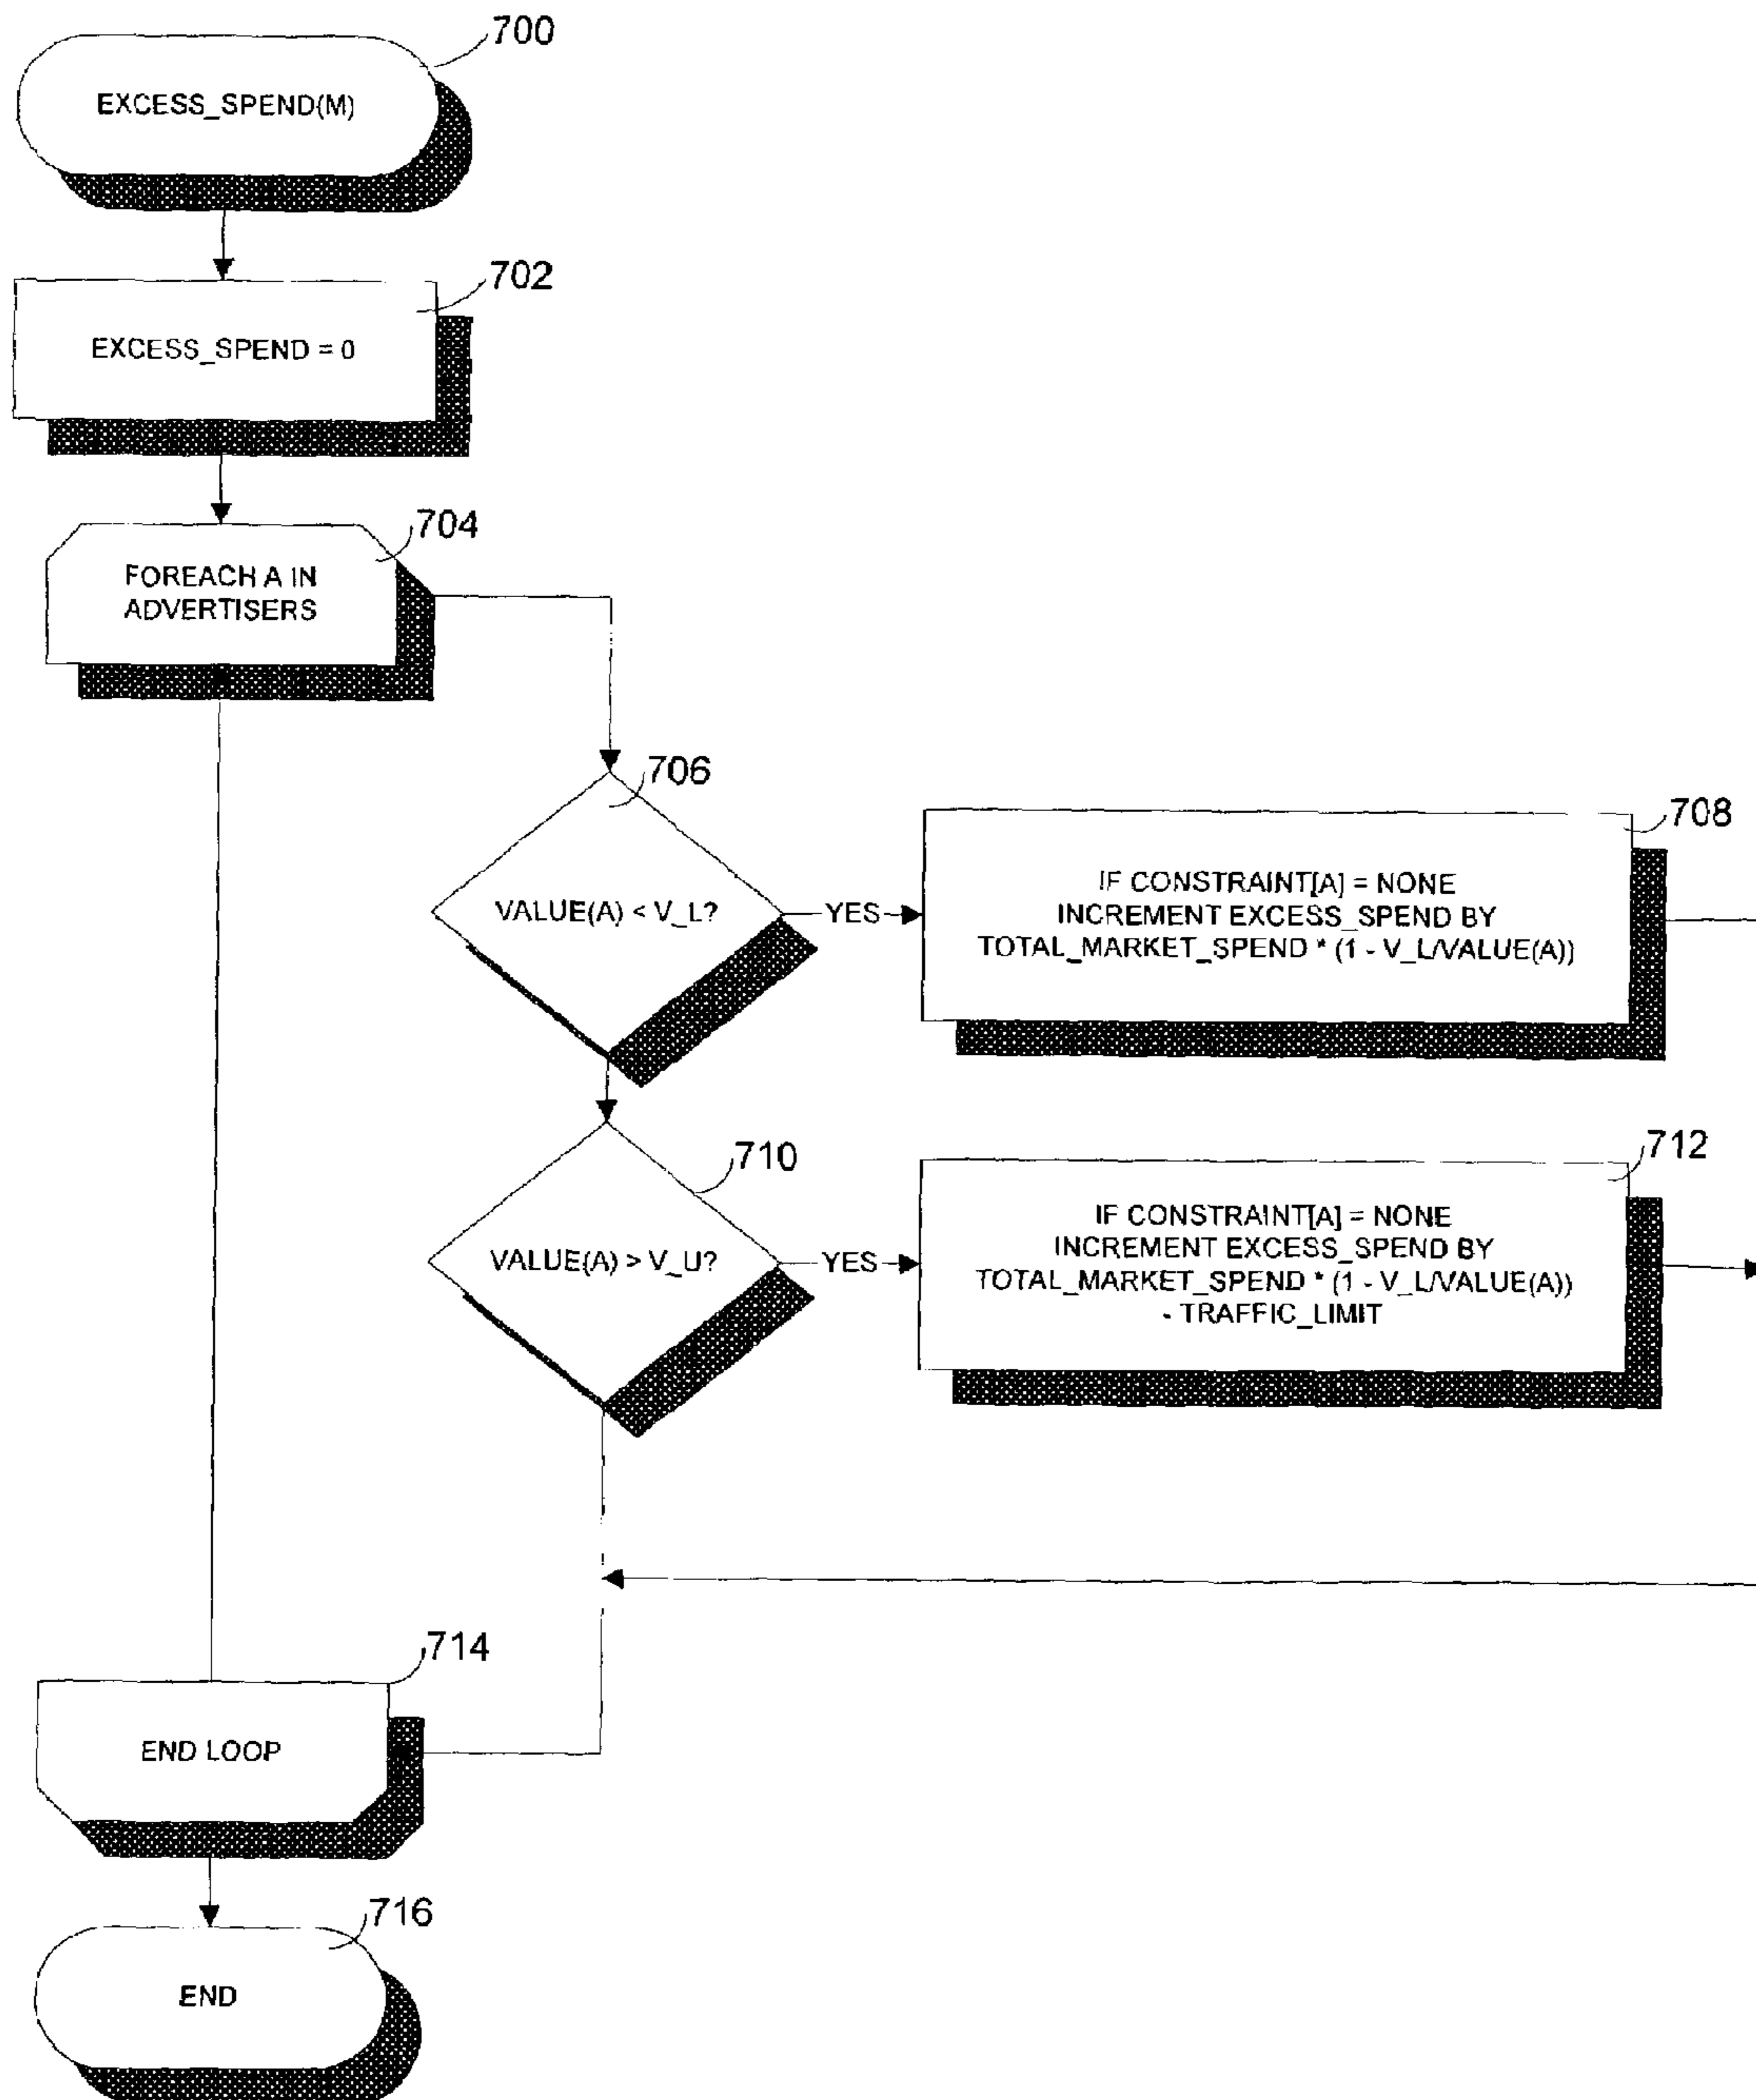 700
EXCESS_SPEND(M)
702
EXCESS_SPEND = 0
704
FOREACH A IN
ADVERTISERS
706
VALUE(A) < V_L?
YES
708
IF CONSTRAINT[A] = NONE
INCREMENT EXCESS_SPEND BY
TOTAL_MARKET_SPEND * (1 - V_L/VALUE(A))
710
VALUE(A) > V_U?
YES
712
IF CONSTRAINT[A] = NONE
INCREMENT EXCESS_SPEND BY
TOTAL_MARKET_SPEND * (1 - V_L/VALUE(A))
- TRAFFIC_LIMIT
714
END LOOP
716
END